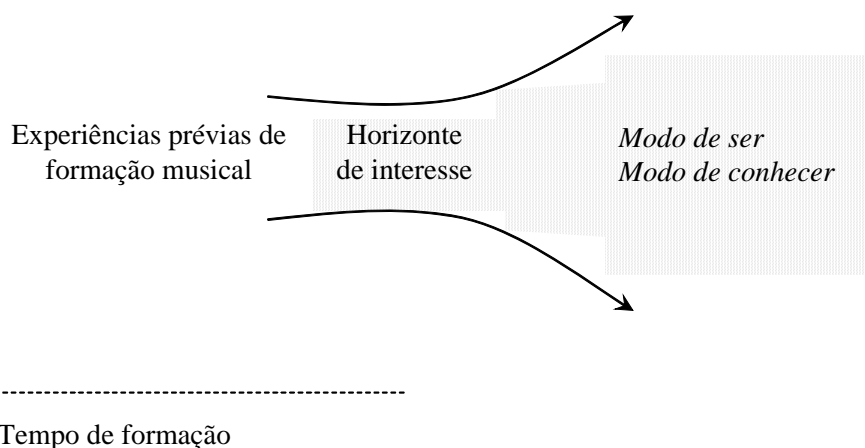 Experiências prévias de
formação musical
Horizonte
de interesse
Modo de ser
Modo de conhecer
Tempo de formação